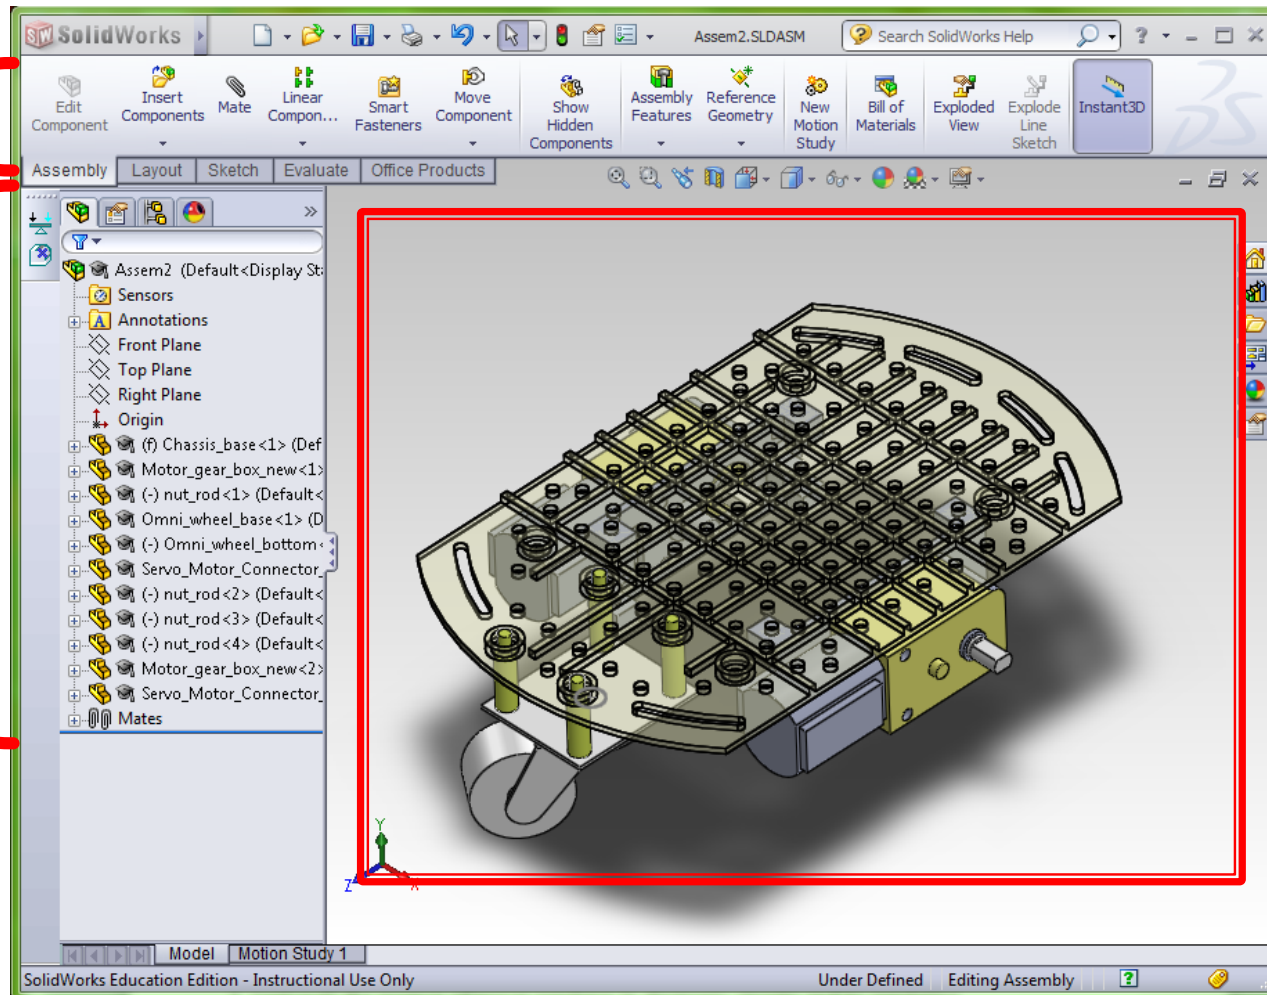 SolidWorks
Assem2.SLDASM
Search SolidWorks Help
Edit Component
Insert Components
Mate
Linear Compon...
Smart Fasteners
Move Component
Show Hidden Components
Assembly Features
Reference Geometry
New Motion Study
Bill of Materials
Exploded View
Explode Line Sketch
Instant3D
Assembly Layout Sketch Evaluate Office Products
Assem2 (Default<Display Sta
Sensors
Annotations
Front Plane
Top Plane
Right Plane
Origin
(f) Chassis_base<1> (Def
Motor_gear_box_new<1>
(-) nut_rod<1> (Default<
Omni_wheel_base<1> (D
(-) Omni_wheel_bottom<
Servo_Motor_Connector_
(-) nut_rod<2> (Default<
(-) nut_rod<3> (Default<
(-) nut_rod<4> (Default<
Motor_gear_box_new<2>
Servo_Motor_Connector_
Mates
Y
Z
X
Model Motion Study 1
SolidWorks Education Edition - Instructional Use Only Under Defined Editing Assembly